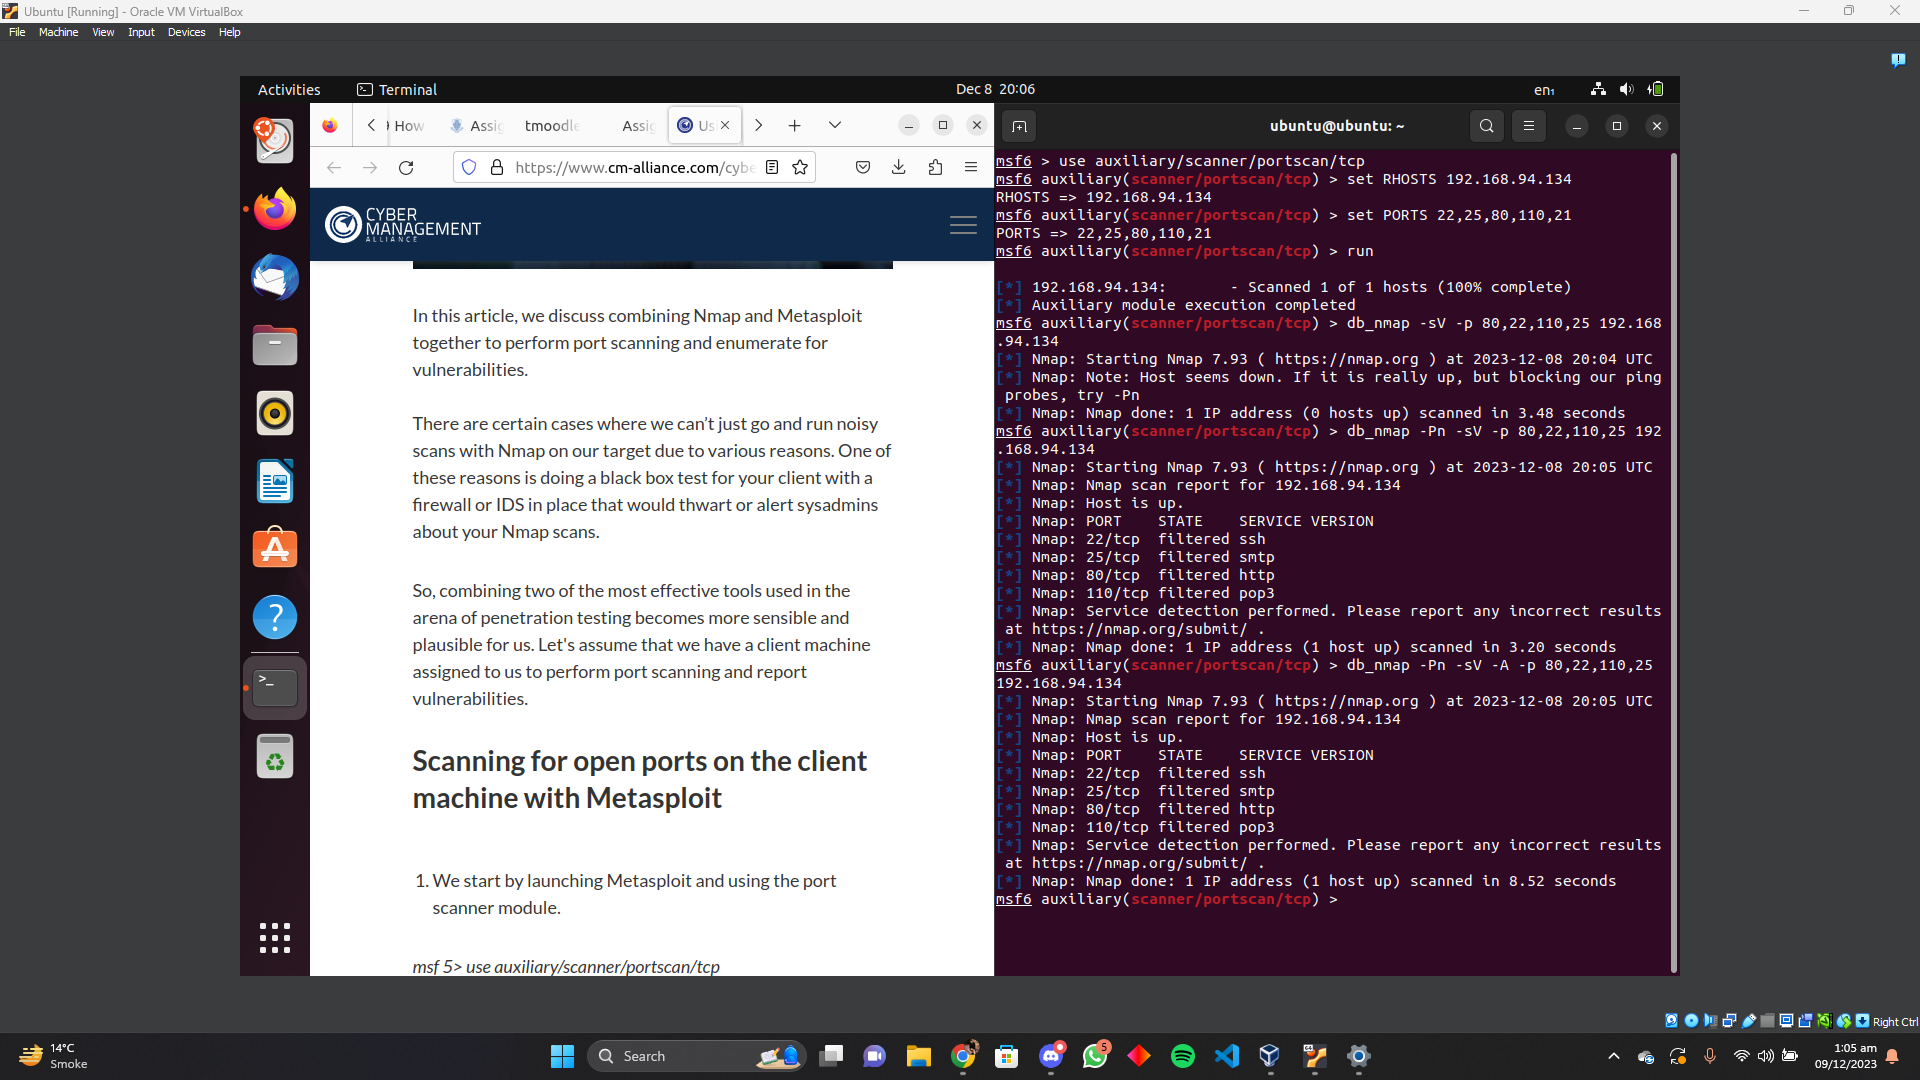 Ubuntu [Running] - Oracle VM VirtualBox
File Machine View Input Devices Help
Activities
Terminal
Dec 8 20:06
en₁
How
Assig
tmoodle
Assig
Us
https://www.cm-alliance.com/cybe
CYBER
MANAGEMENT
ALLIANCE
In this article, we discuss combining Nmap and Metasploit
together to perform port scanning and enumerate for
vulnerabilities.
There are certain cases where we can’t just go and run noisy
scans with Nmap on our target due to various reasons. One of
these reasons is doing a black box test for your client with a
firewall or IDS in place that would thwart or alert sysadmins
about your Nmap scans.
So, combining two of the most effective tools used in the
arena of penetration testing becomes more sensible and
plausible for us. Let's assume that we have a client machine
assigned to us to perform port scanning and report
vulnerabilities.
Scanning for open ports on the client
machine with Metasploit
1. We start by launching Metasploit and using the port
scanner module.
msf 5> use auxiliary/scanner/portscan/tcp
ubuntu@ubuntu: ~
msf6 > use auxiliary/scanner/portscan/tcp
msf6 auxiliary(scanner/portscan/tcp) > set RHOSTS 192.168.94.134
RHOSTS => 192.168.94.134
msf6 auxiliary(scanner/portscan/tcp) > set PORTS 22,25,80,110,21
PORTS => 22,25,80,110,21
msf6 auxiliary(scanner/portscan/tcp) > run
[*] 192.168.94.134:       - Scanned 1 of 1 hosts (100% complete)
[*] Auxiliary module execution completed
msf6 auxiliary(scanner/portscan/tcp) > db_nmap -sV -p 80,22,110,25 192.168
.94.134
[*] Nmap: Starting Nmap 7.93 ( https://nmap.org ) at 2023-12-08 20:04 UTC
[*] Nmap: Note: Host seems down. If it is really up, but blocking our ping
probes, try -Pn
[*] Nmap: Nmap done: 1 IP address (0 hosts up) scanned in 3.48 seconds
msf6 auxiliary(scanner/portscan/tcp) > db_nmap -Pn -sV -p 80,22,110,25 192
.168.94.134
[*] Nmap: Starting Nmap 7.93 ( https://nmap.org ) at 2023-12-08 20:05 UTC
[*] Nmap: Nmap scan report for 192.168.94.134
[*] Nmap: Host is up.
[*] Nmap: PORT    STATE    SERVICE VERSION
[*] Nmap: 22/tcp  filtered ssh
[*] Nmap: 25/tcp  filtered smtp
[*] Nmap: 80/tcp  filtered http
[*] Nmap: 110/tcp filtered pop3
[*] Nmap: Service detection performed. Please report any incorrect results
at https://nmap.org/submit/ .
[*] Nmap: Nmap done: 1 IP address (1 host up) scanned in 3.20 seconds
msf6 auxiliary(scanner/portscan/tcp) > db_nmap -Pn -sV -A -p 80,22,110,25
192.168.94.134
[*] Nmap: Starting Nmap 7.93 ( https://nmap.org ) at 2023-12-08 20:05 UTC
[*] Nmap: Nmap scan report for 192.168.94.134
[*] Nmap: Host is up.
[*] Nmap: PORT    STATE    SERVICE VERSION
[*] Nmap: 22/tcp  filtered ssh
[*] Nmap: 25/tcp  filtered smtp
[*] Nmap: 80/tcp  filtered http
[*] Nmap: 110/tcp filtered pop3
[*] Nmap: Service detection performed. Please report any incorrect results
at https://nmap.org/submit/ .
[*] Nmap: Nmap done: 1 IP address (1 host up) scanned in 8.52 seconds
msf6 auxiliary(scanner/portscan/tcp) >
Right Ctrl
14°C
Smoke
Search
5
1:05 am
09/12/2023